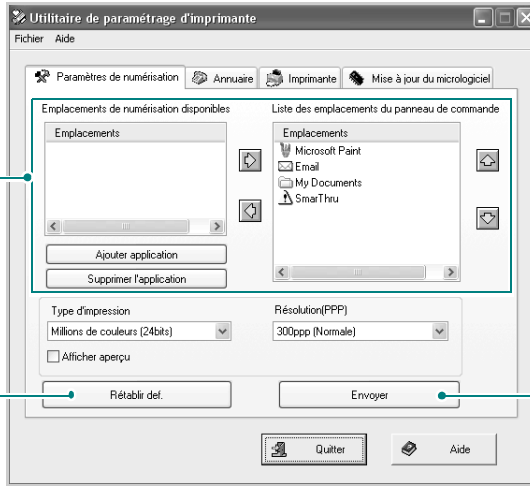 Utilitaire de paramétrage d'imprimante
Fichier Aide
Paramètres de numérisation Annuaire Imprimante Mise à jour du micrologiciel
Emplacements de numérisation disponibles Liste des emplacements du panneau de commande
Emplacements Emplacements
Microsoft Paint
Email
My Documents
SmarThru
Ajouter application
Supprimer l'application
Type d'impression Résolution(PPP)
Millions de couleurs (24bits) 300ppp (Normale)
Afficher aperçu
Rétablir def. Envoyer
Quitter Aide